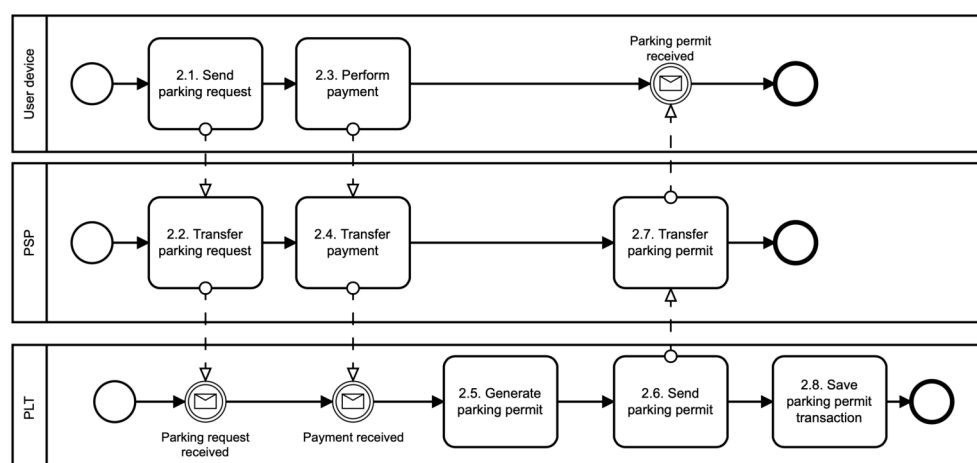 User device
2.1. Send
parking request
2.3. Perform
payment
Parking permit
received
PSP
2.2. Transfer
parking request
2.4. Transfer
payment
2.7. Transfer
parking permit
PLT
Parking request
received
Payment received
2.5. Generate
parking permit
2.6. Send
parking permit
2.8. Save
parking permit
transaction